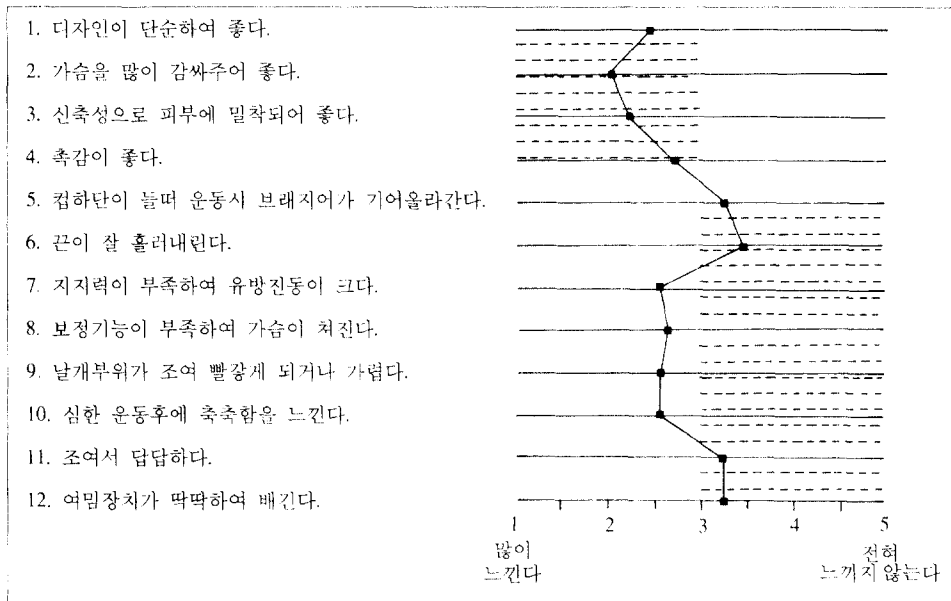 1. 디자인이 단순하여 좋다.
2. 가슴을 많이 감싸주어 좋다.
3. 신축성으로 피부에 밀착되어 좋다.
4. 촉감이 좋다.
5. 컵하단이 들떠 운동시 브래지어가 기어올라간다.
6. 끈이 잘 흘러내린다.
7. 지지력이 부족하여 유방진동이 크다.
8. 보정기능이 부족하여 가슴이 쳐진다.
9. 날개부위가 조여 빨갛게 되거나 가렵다.
10. 심한 운동후에 축축함을 느낀다.
11. 조여서 답답하다.
12. 여밈장치가 딱딱하여 배긴다.
1 2 3 4 5
많이 전혀
느낀다 느끼지 않는다